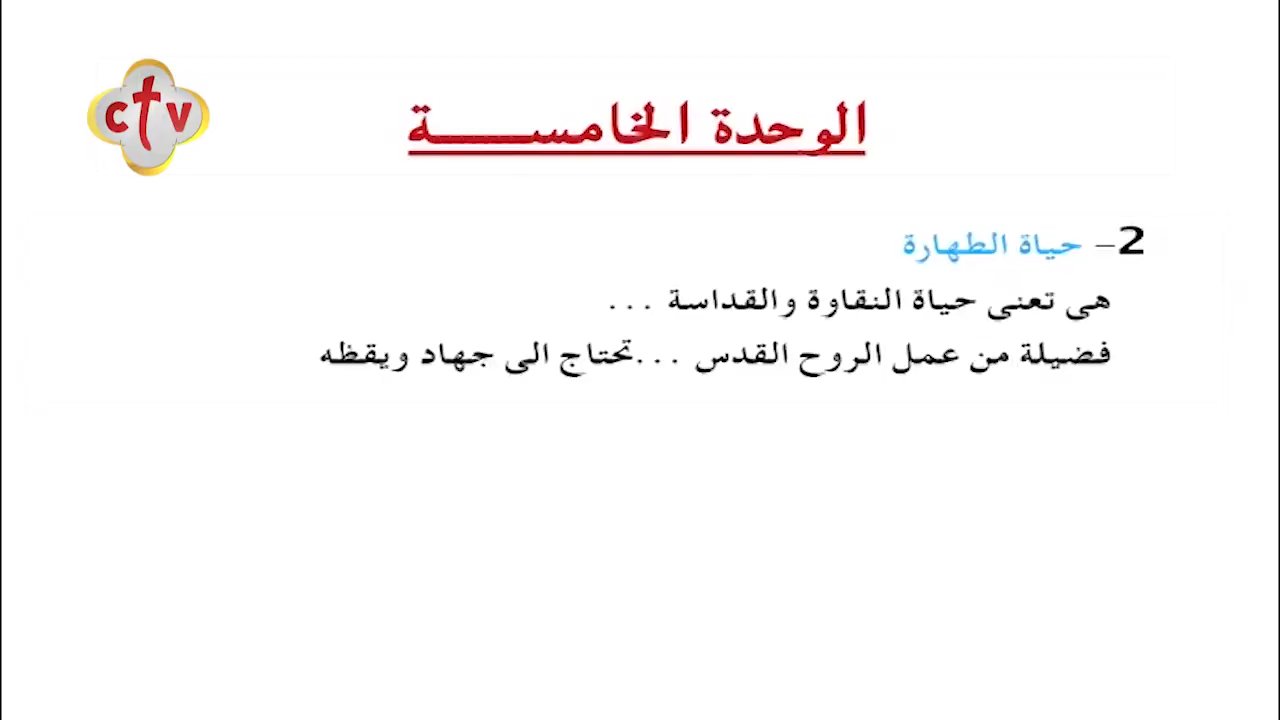 ctv
الوحدة الخامســـــــة
2- حياة الطهارة
هى تعنى حياة النقاوة والقداسة ...
فضيلة من عمل الروح القدس ...تحتاج الى جهاد ويقظه